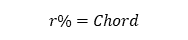 r% = Chord